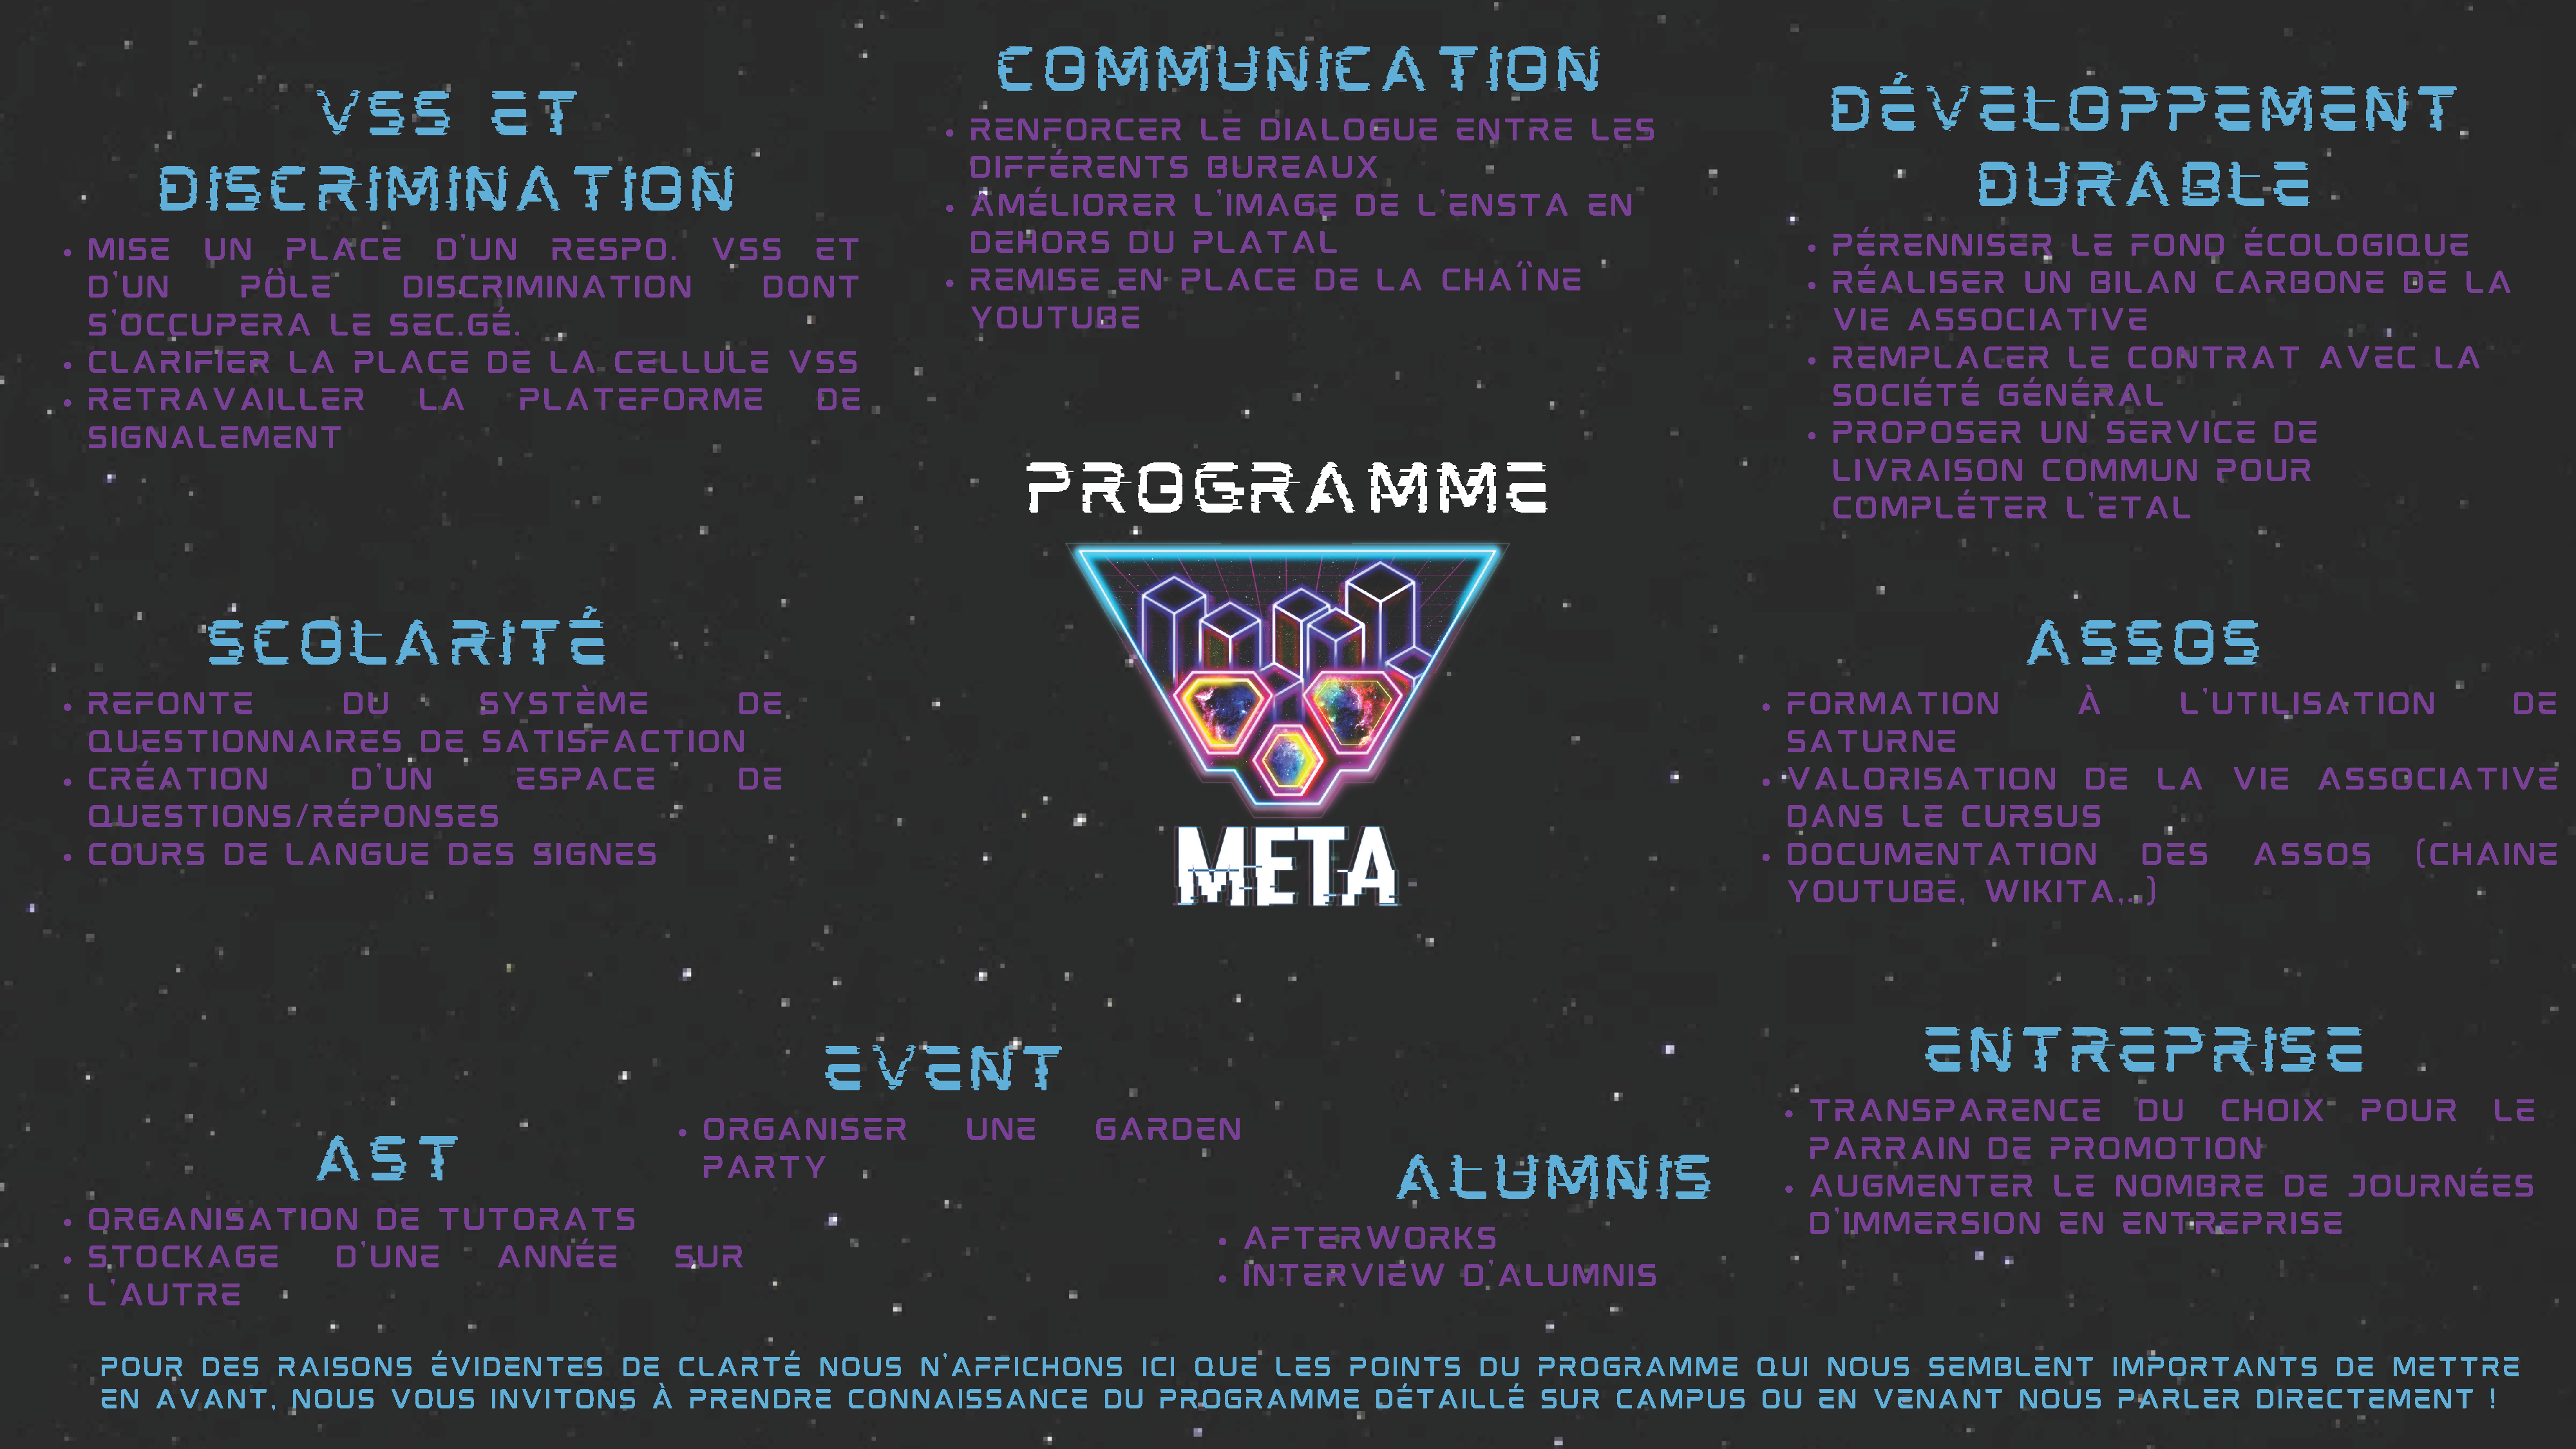 VSS ET
DISCRIMINATION
MISE UN PLACE D'UN RESPO. VSS ET
D'UN PÔLE DISCRIMINATION DONT
S'OCCUPERA LE SEC.GÉ.
CLARIFIER LA PLACE DE LA CELLULE VSS
RETRAVAILLER LA PLATEFORME DE
SIGNALEMENT
COMMUNICATION
RENFORCER LE DIALOGUE ENTRE LES
DIFFÉRENTS BUREAUX
AMÉLIORER L'IMAGE DE L'ENSTA EN
DEHORS DU PLATAL
REMISE EN PLACE DE LA CHAÎNE
YOUTUBE
DÉVELOPPEMENT
DURABLE
PÉRENNISER LE FOND ÉCOLOGIQUE
RÉALISER UN BILAN CARBONE DE LA
VIE ASSOCIATIVE
REMPLACER LE CONTRAT AVEC LA
SOCIÉTÉ GÉNÉRAL
PROPOSER UN SERVICE DE
LIVRAISON COMMUN POUR
COMPLÉTER L'ETAL
PROGRAMME
META
SCOLARITÉ
REFONTE DU SYSTÈME DE
QUESTIONNAIRES DE SATISFACTION
CRÉATION D'UN ESPACE DE
QUESTIONS/RÉPONSES
COURS DE LANGUE DES SIGNES
ASSOS
FORMATION À L'UTILISATION DE
SATURNE
VALORISATION DE LA VIE ASSOCIATIVE
DANS LE CURSUS
DOCUMENTATION DES ASSOS (CHAINE
YOUTUBE, WIKITA,..)
AST
ORGANISATION DE TUTORATS
STOCKAGE D'UNE ANNÉE SUR
L'AUTRE
EVENT
ORGANISER UNE GARDEN
PARTY
ALUMNIS
AFTERWORKS
INTERVIEW D'ALUMNIS
ENTREPRISE
TRANSPARENCE DU CHOIX POUR LE
PARRAIN DE PROMOTION
AUGMENTER LE NOMBRE DE JOURNÉES
D'IMMERSION EN ENTREPRISE
POUR DES RAISONS ÉVIDENTES DE CLARTÉ NOUS N'AFFICHONS ICI QUE LES POINTS DU PROGRAMME QUI NOUS SEMBLENT IMPORTANTS DE METTRE
EN AVANT, NOUS VOUS INVITONS À PRENDRE CONNAISSANCE DU PROGRAMME DÉTAILLÉ SUR CAMPUS OU EN VENANT NOUS PARLER DIRECTEMENT !